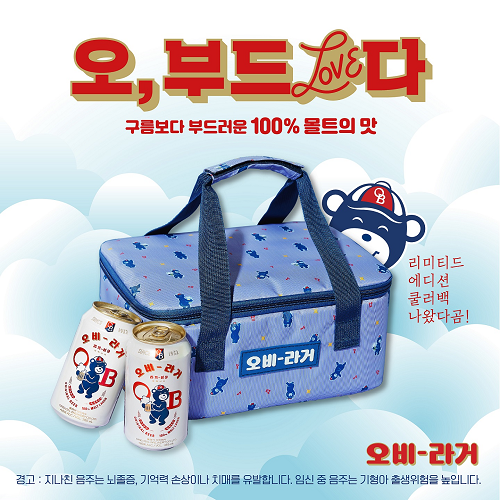 오, 부드LOVE다
구름보다 부드러운 100% 몰트의 맛
OB
리미티드
에디션
쿨러백
나왔다곰!
오비-라거
오비-라거
OB
오비-라거
OB
오비-라거
경고 : 지나친 음주는 뇌졸중, 기억력 손상이나 치매를 유발합니다. 임신 중 음주는 기형아 출생위험을 높입니다.